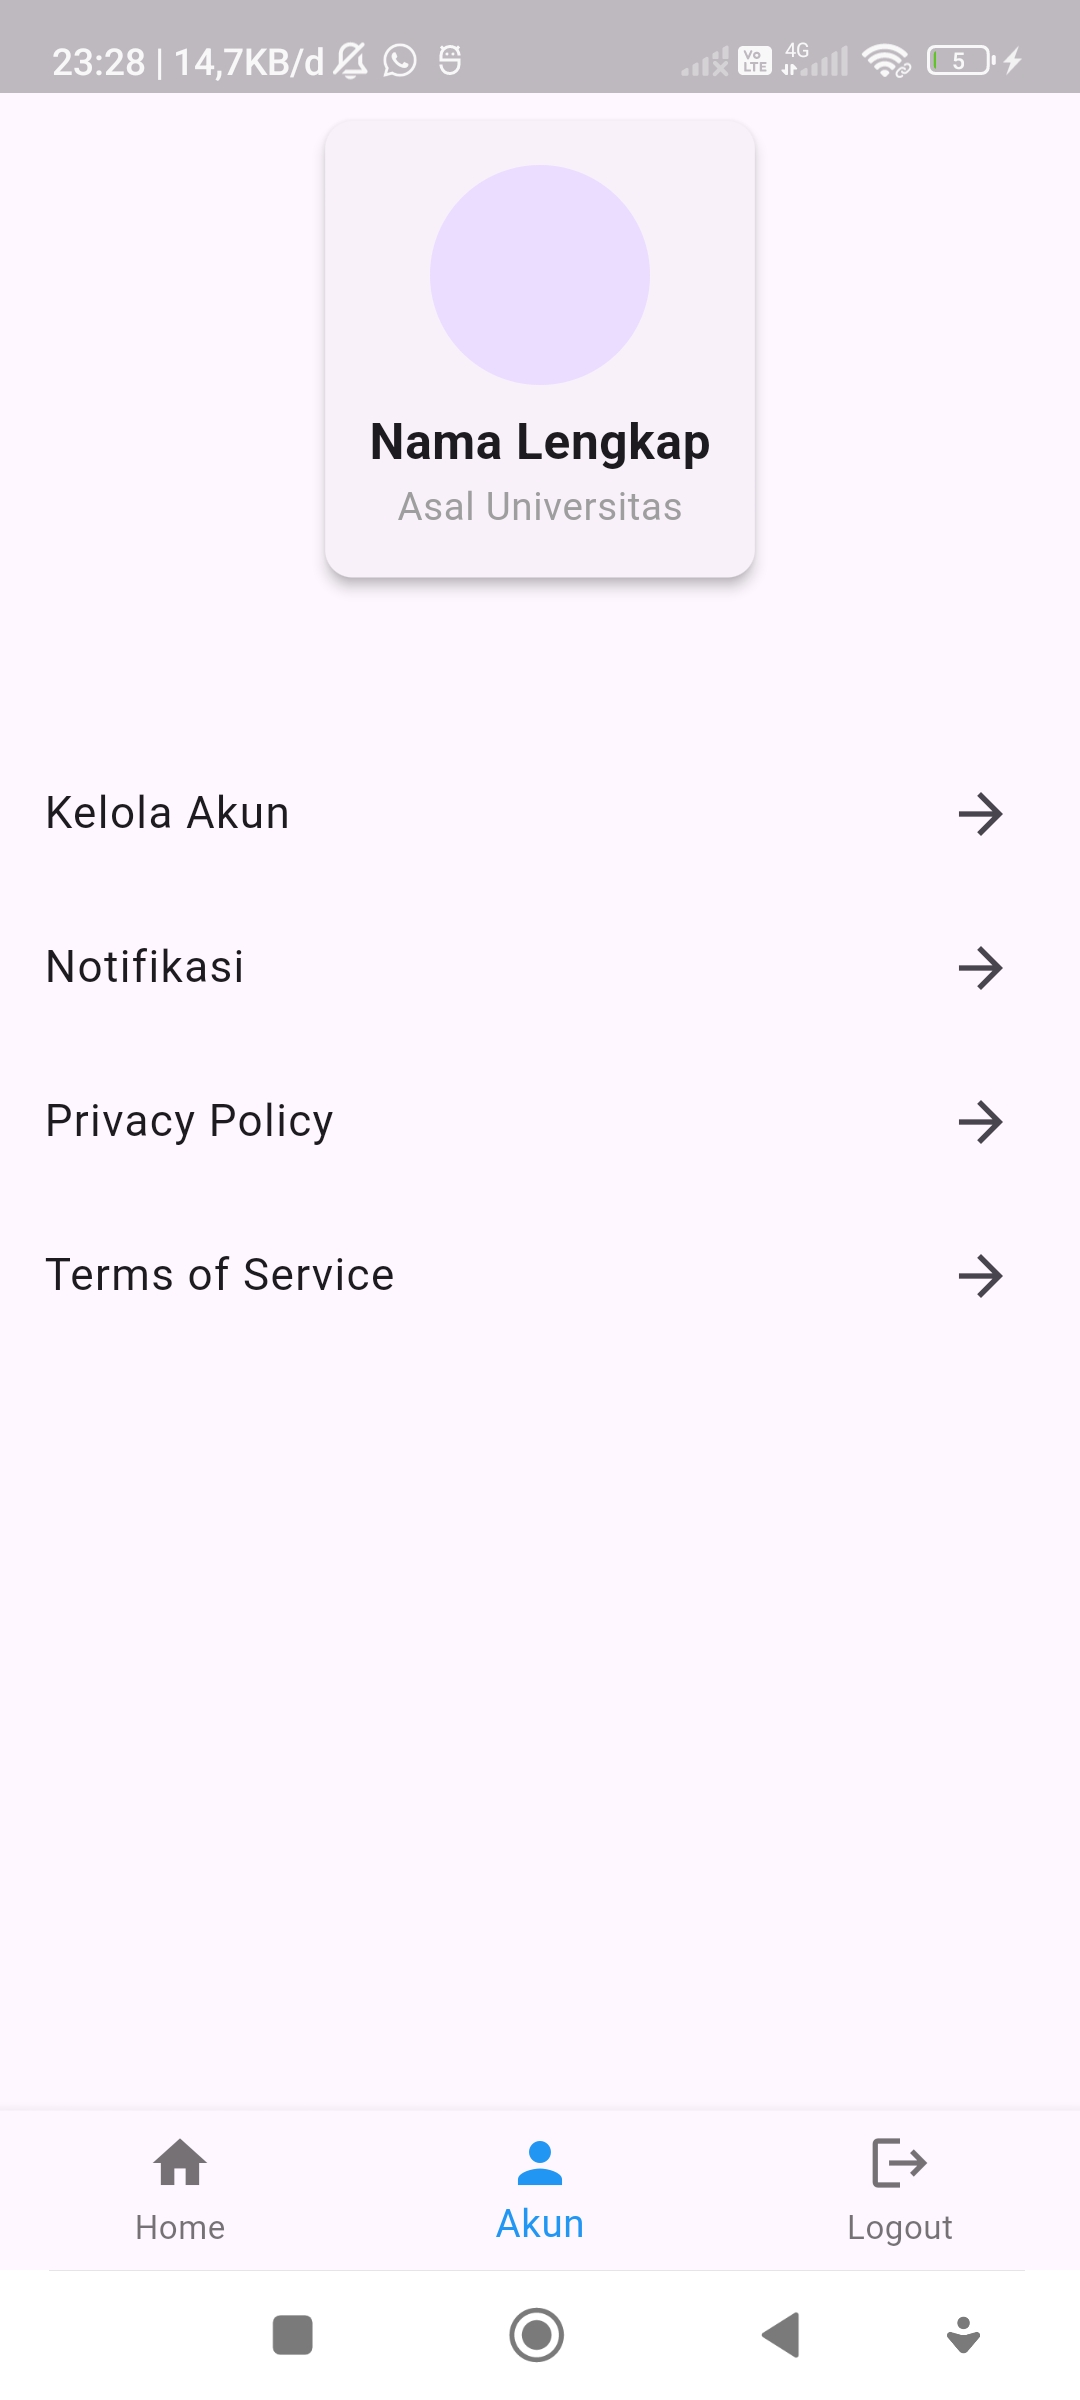 23:28 | 14,7KB/d
Vo LTE
4G
5
Nama Lengkap
Asal Universitas
Kelola Akun
Notifikasi
Privacy Policy
Terms of Service
Home
Akun
Logout